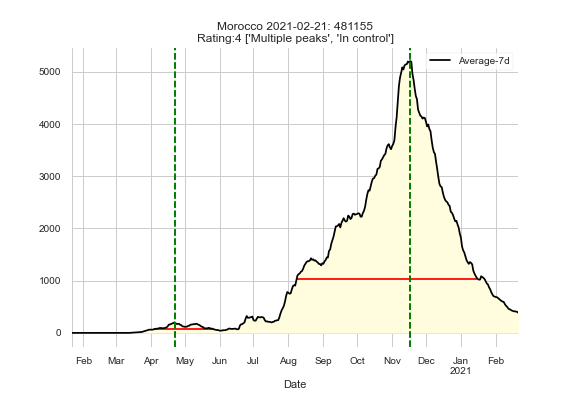 Morocco 2021-02-21: 481155
Rating:4 ['Multiple peaks', 'In control']
Average-7d
5000
4000
3000
2000
1000
0
Feb Mar Apr May Jun Jul Aug Sep Oct Nov Dec Jan Feb
2021
Date